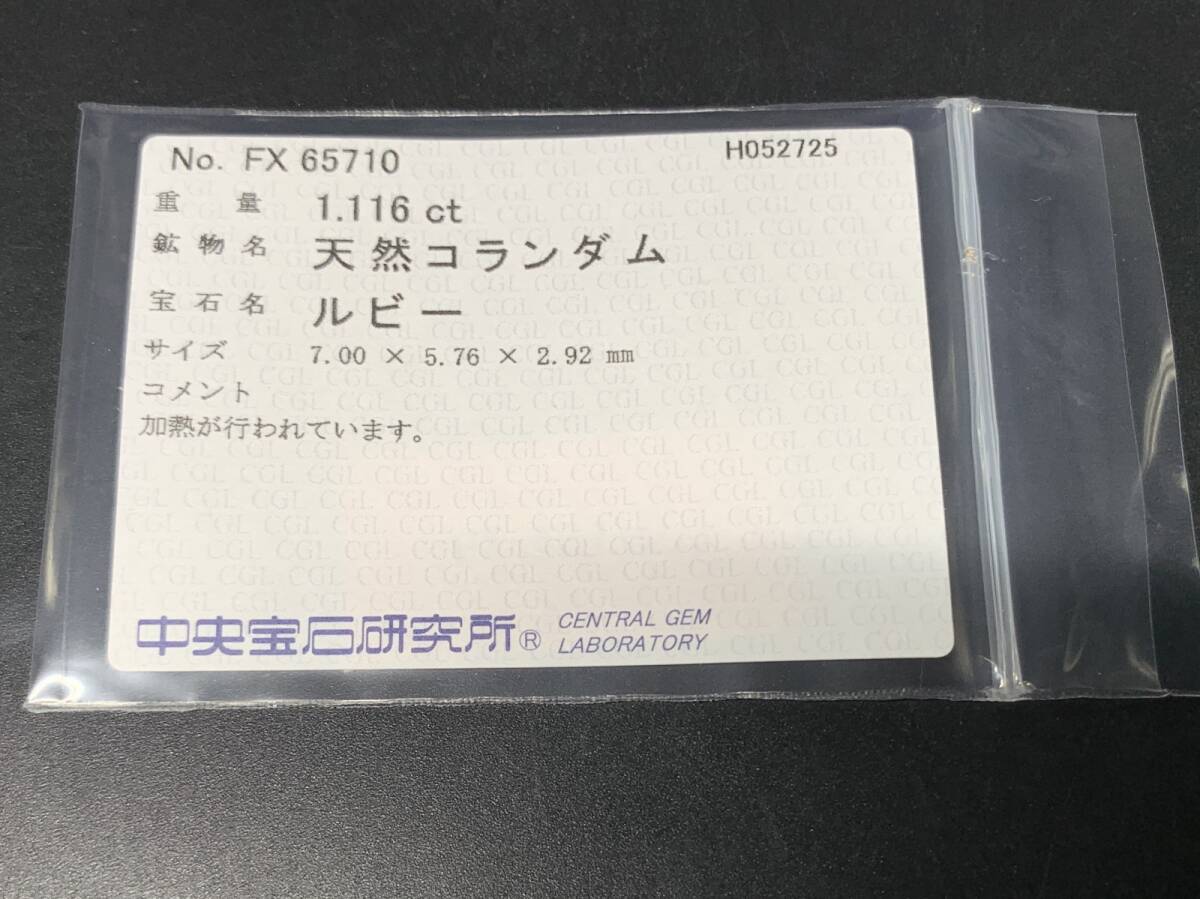 No. FX 65710 H052725
重量 1.116 ct
鉱物名 天然コランダム
宝石名 ルビー
サイズ 7.00 × 5.76 × 2.92 mm
コメント
加熱が行われています。
中央宝石研究所® CENTRAL GEM
LABORATORY